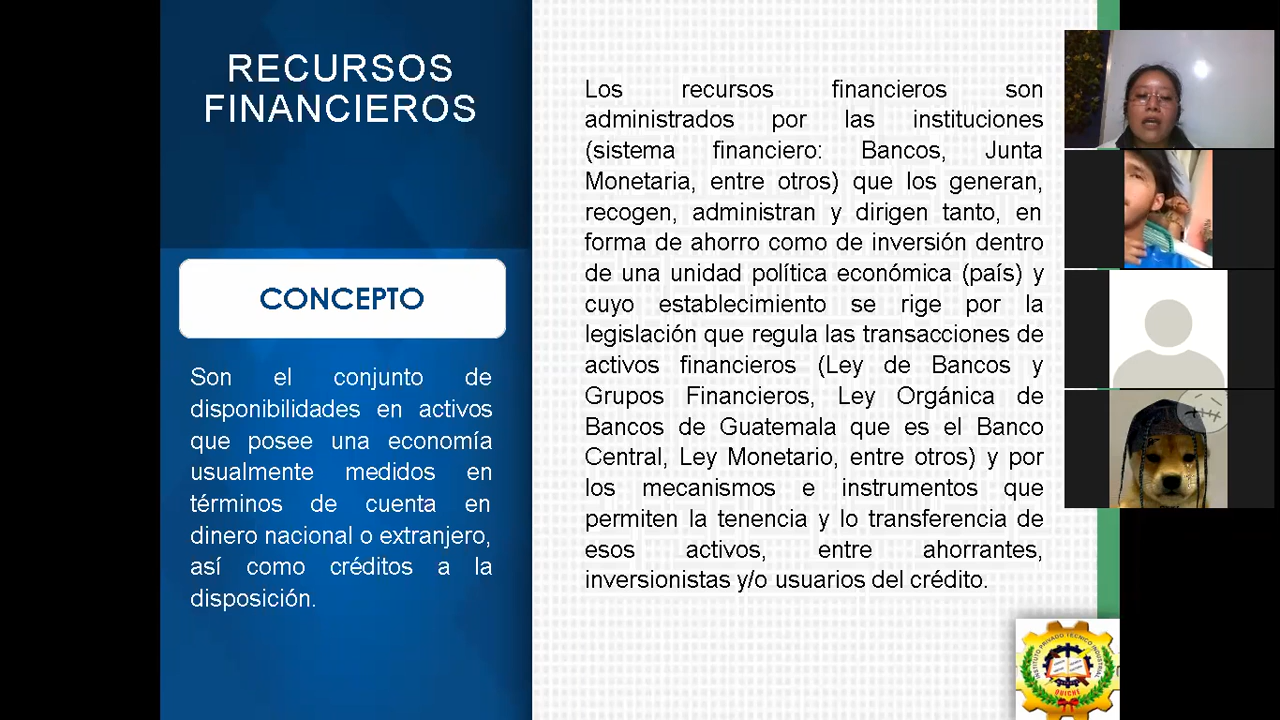 RECURSOS
FINANCIEROS
CONCEPTO
Son el conjunto de
disponibilidades en activos
que posee una economía
usualmente medidos en
términos de cuenta en
dinero nacional o extranjero,
así como créditos a la
disposición.
Los recursos financieros son
administrados por las instituciones
(sistema financiero: Bancos, Junta
Monetaria, entre otros) que los generan,
recogen, administran y dirigen tanto, en
forma de ahorro como de inversión dentro
de una unidad política económica (país) y
cuyo establecimiento se rige por la
legislación que regula las transacciones de
activos financieros (Ley de Bancos y
Grupos Financieros, Ley Orgánica de
Bancos de Guatemala que es el Banco
Central, Ley Monetario, entre otros) y por
los mecanismos e instrumentos que
permiten la tenencia y lo transferencia de
esos activos, entre ahorrantes,
inversionistas y/o usuarios del crédito.
INSTITUTO PRIVADO TECNICO INDUSTRIAL
QUICHE